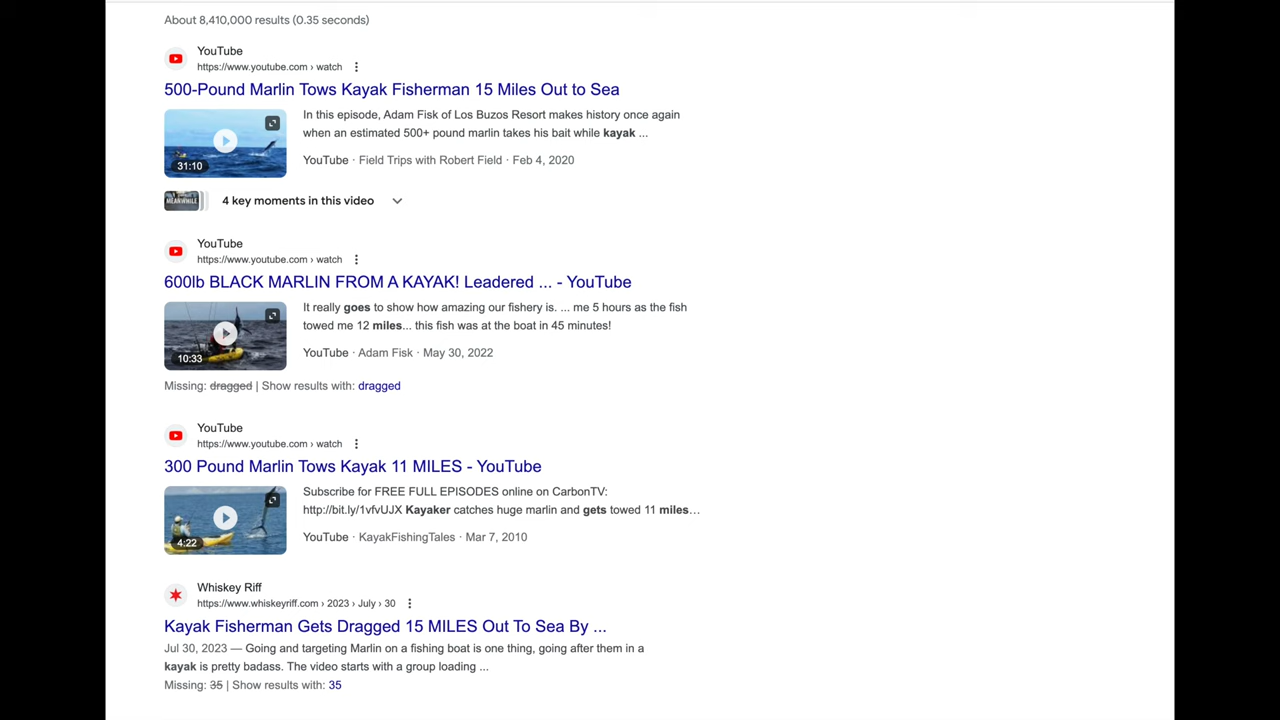 About 8,410,000 results (0.35 seconds)
YouTube
https://www.youtube.com › watch
500-Pound Marlin Tows Kayak Fisherman 15 Miles Out to Sea
In this episode, Adam Fisk of Los Buzos Resort makes history once again
when an estimated 500+ pound marlin takes his bait while kayak ...
31:10
YouTube · Field Trips with Robert Field · Feb 4, 2020
MEANWHILE
4 key moments in this video
YouTube
https://www.youtube.com › watch
600lb BLACK MARLIN FROM A KAYAK! Leadered ... - YouTube
It really goes to show how amazing our fishery is. ... me 5 hours as the fish
towed me 12 miles... this fish was at the boat in 45 minutes!
10:33
YouTube · Adam Fisk · May 30, 2022
Missing: dragged | Show results with: dragged
YouTube
https://www.youtube.com › watch
300 Pound Marlin Tows Kayak 11 MILES - YouTube
Subscribe for FREE FULL EPISODES online on CarbonTV:
http://bit.ly/1vfvUJX Kayaker catches huge marlin and gets towed 11 miles...
4:22
YouTube · KayakFishingTales · Mar 7, 2010
Whiskey Riff
https://www.whiskeyriff.com › 2023 › July › 30
Kayak Fisherman Gets Dragged 15 MILES Out To Sea By ...
Jul 30, 2023 — Going and targeting Marlin on a fishing boat is one thing, going after them in a
kayak is pretty badass. The video starts with a group loading ...
Missing: 35 | Show results with: 35